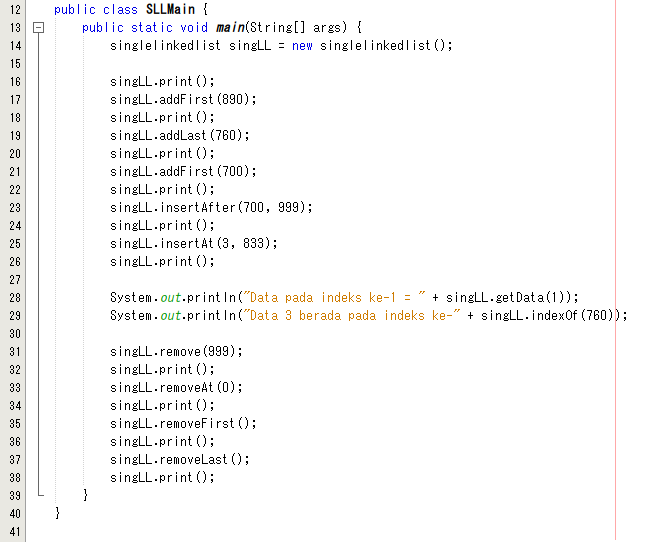 12 public class SLLMain {
13 public static void main(String[] args) {
14 singlelinkedlist singLL = new singlelinkedlist();
15
16 singLL.print();
17 singLL.addFirst(890);
18 singLL.print();
19 singLL.addLast(760);
20 singLL.print();
21 singLL.addFirst(700);
22 singLL.print();
23 singLL.insertAfter(700, 999);
24 singLL.print();
25 singLL.insertAt(3, 833);
26 singLL.print();
27
28 System.out.println("Data pada indeks ke-1 = " + singLL.getData(1));
29 System.out.println("Data 3 berada pada indeks ke-" + singLL.indexOf(760));
30
31 singLL.remove(999);
32 singLL.print();
33 singLL.removeAt(0);
34 singLL.print();
35 singLL.removeFirst();
36 singLL.print();
37 singLL.removeLast();
38 singLL.print();
39 }
40 }
41